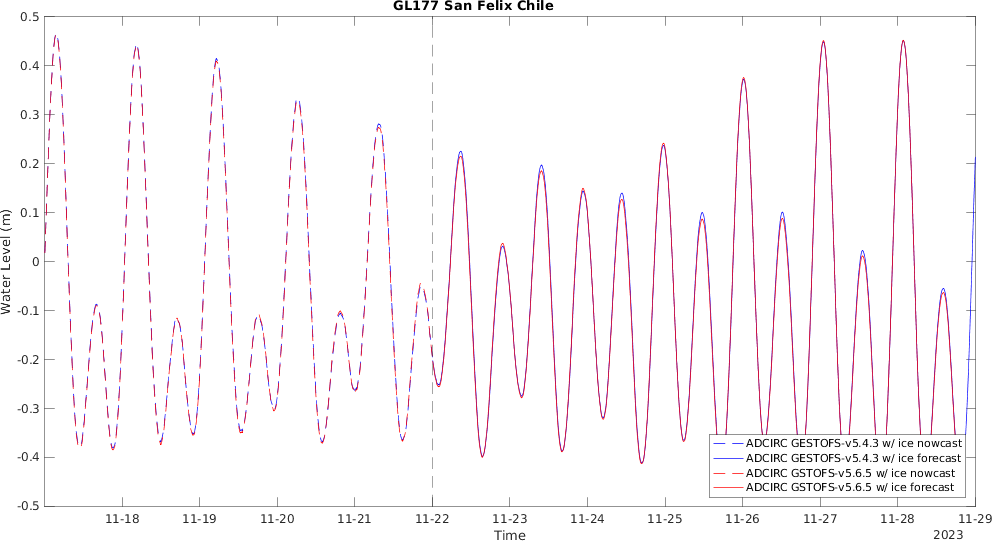 GL177 San Felix Chile
0.5
0.4
0.3
0.2
0.1
0
-0.1
-0.2
-0.3
-0.4
-0.5
Water Level (m)
ADCIRC GESTOFS-v5.4.3 w/ ice nowcast
ADCIRC GESTOFS-v5.4.3 w/ ice forecast
ADCIRC GSTOFS-v5.6.5 w/ ice nowcast
ADCIRC GSTOFS-v5.6.5 w/ ice forecast
11-18 11-19 11-20 11-21 11-22 11-23 11-24 11-25 11-26 11-27 11-28 11-29
Time
2023